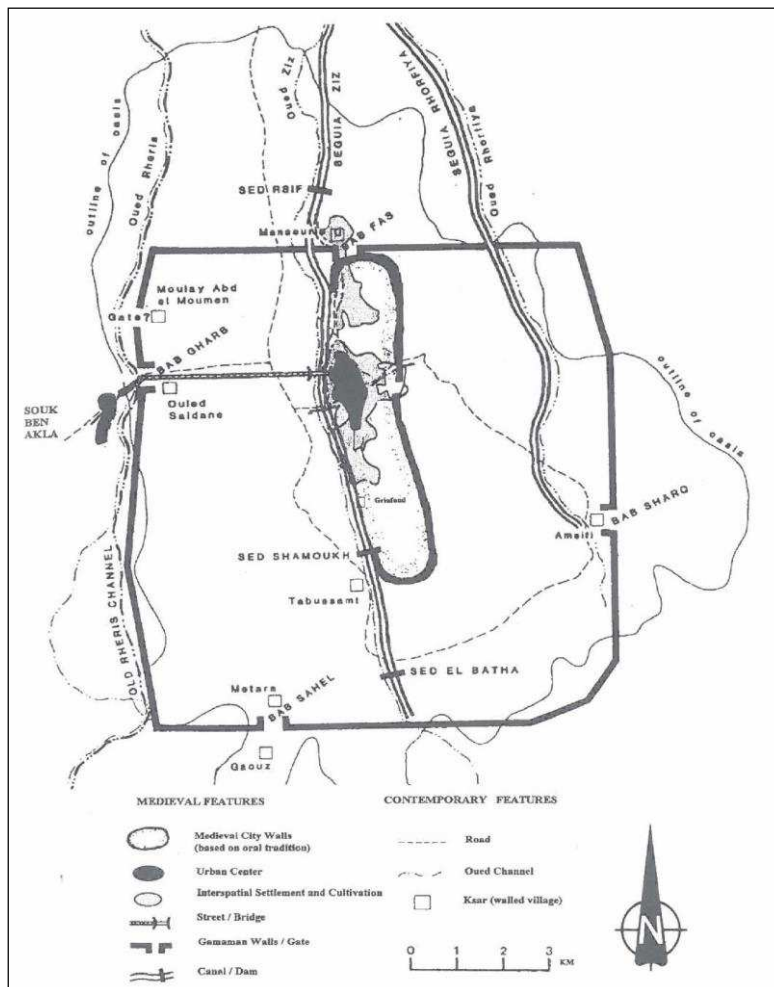 Oued Ziz
SEGUIA ZIZ
SEGUIA RHORFIYA
Oued Rhorfiya
outline of oasis
Oued Rheris
SED RSIF
Mansouria
BAB FAS
Moulay Abd
el Moumen
Gate?
BAB GHARB
SOUK
BEN
AKLA
Ouled
Saidane
outline of oasis
Grinfoud
BAB SHARQ
Amsifi
SED SHAMOUKH
Tabussamt
OLD RHERIS CHANNEL
SED EL BATHA
Metara
BAB SAHEL
Gaouz
MEDIEVAL FEATURES
Medieval City Walls
(based on oral tradition)
Urban Center
Interspatial Settlement and Cultivation
Street / Bridge
Gamaman Walls / Gate
Canal / Dam
CONTEMPORARY FEATURES
Road
Oued Channel
Ksar (walled village)
0 1 2 3
KM
N